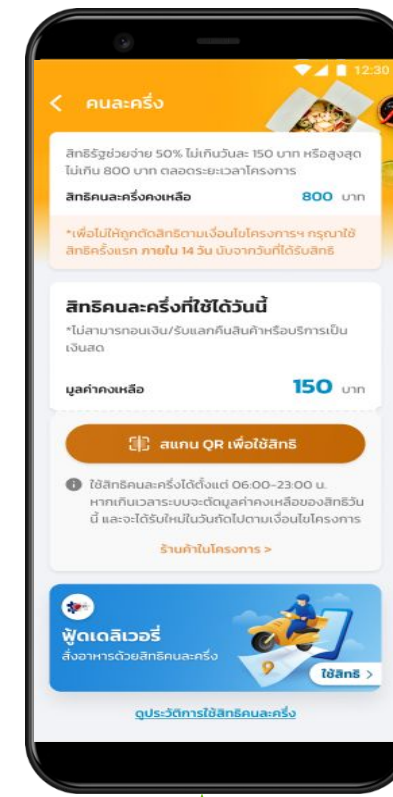 12:30
< คนละครึ่ง
สิทธิรัฐช่วยจ่าย 50% ไม่เกินวันละ 150 บาท หรือสูงสุด
ไม่เกิน 800 บาท ตลอดระยะเวลาโครงการ
สิทธิคนละครึ่งคงเหลือ 800 บาท
*เพื่อไม่ให้ถูกตัดสิทธิตามเงื่อนไขโครงการฯ กรุณาใช้
สิทธิครั้งแรก ภายใน 14 วัน นับจากวันที่ได้รับสิทธิ
สิทธิคนละครึ่งที่ใช้ได้วันนี้
*ไม่สามารถถอนเงิน/รับแลกคืนสินค้าหรือบริการเป็น
เงินสด
มูลค่าคงเหลือ 150 บาท
สแกน QR เพื่อใช้สิทธิ
ใช้สิทธิคนละครึ่งได้ตั้งแต่ 06:00-23:00 น.
หากเกินเวลาระบบจะตัดมูลค่าคงเหลือของสิทธิวัน
นี้ และจะได้รับใหม่ในวันถัดไปตามเงื่อนไขโครงการ
ร้านค้าในโครงการ >
ฟู้ดเดลิเวอรี่
สั่งอาหารด้วยสิทธิคนละครึ่ง
ใช้สิทธิ >
ดูประวัติการใช้สิทธิคนละครึ่ง